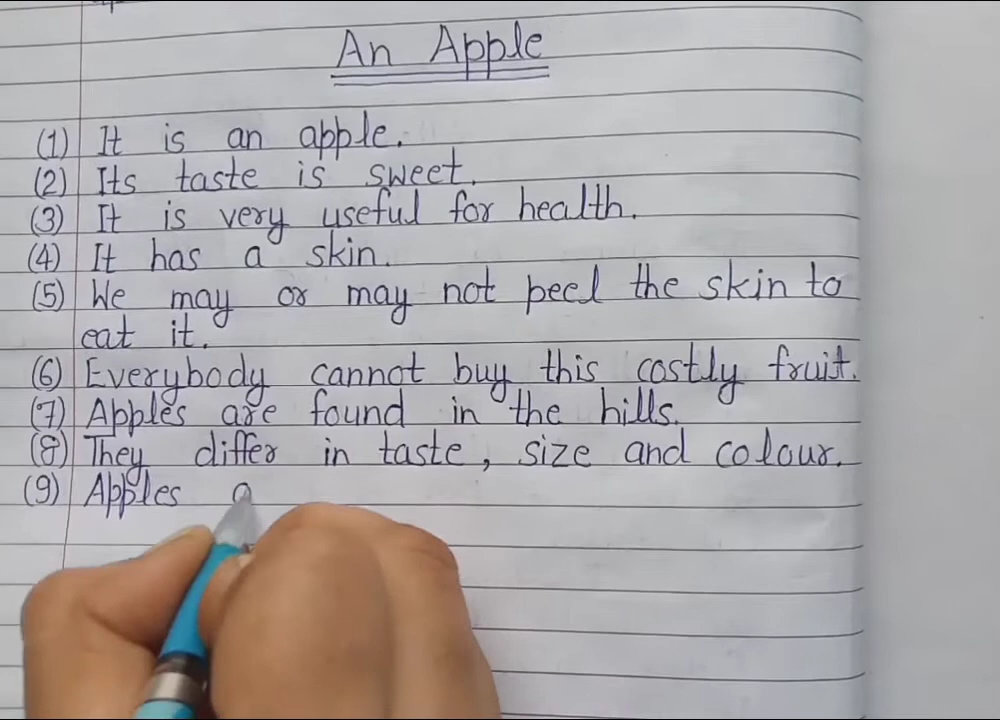 An Apple
(1) It is an apple.
(2) Its taste is sweet.
(3) It is very useful for health.
(4) It has a skin.
(5) We may or may not peel the skin to
eat it.
(6) Everybody cannot buy this costly fruit.
(7) Apples are found in the hills.
(8) They differ in taste, size and colour.
(9) Apples a